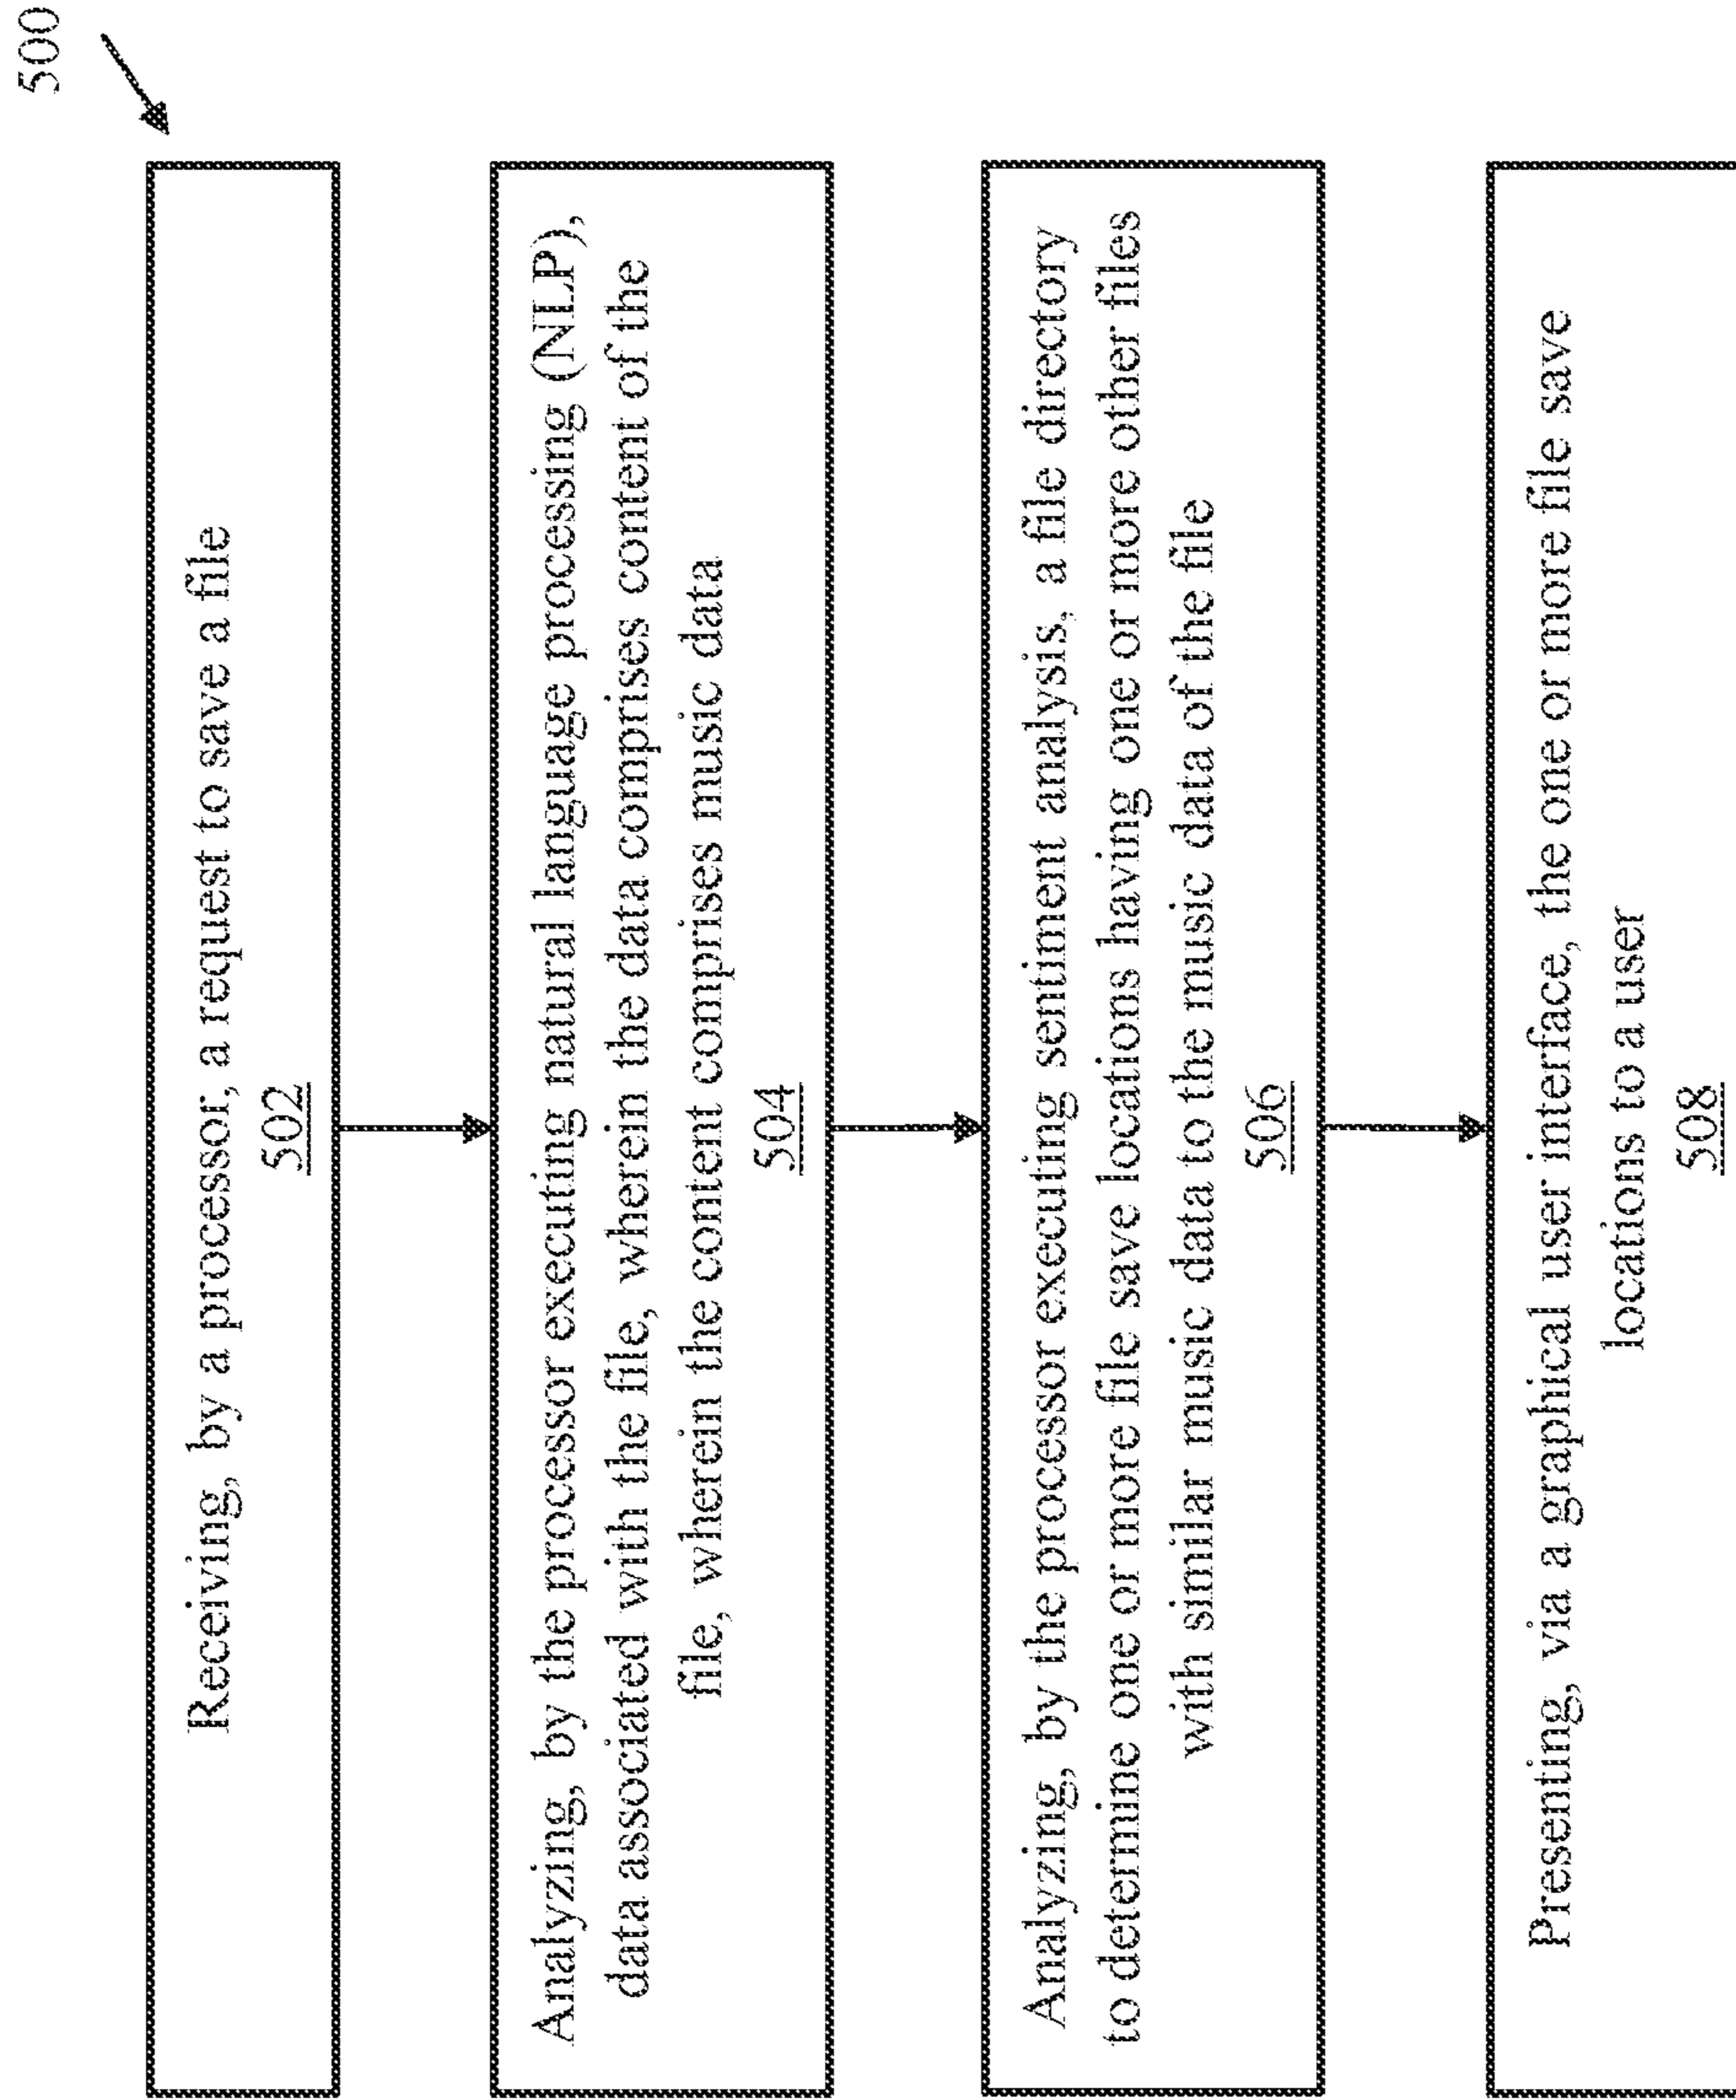 500
Receiving, by a processor, a request to save a file
502
Analyzing, by the processor executing natural language processing (NLP),
data associated with the file, wherein the data comprises content of the
file, wherein the content comprises music data
504
Analyzing, by the processor executing sentiment analysis, a file directory
to determine one or more file save locations having one or more other files
with similar music data to the music data of the file
506
Presenting, via a graphical user interface, the one or more file save
locations to a user
508